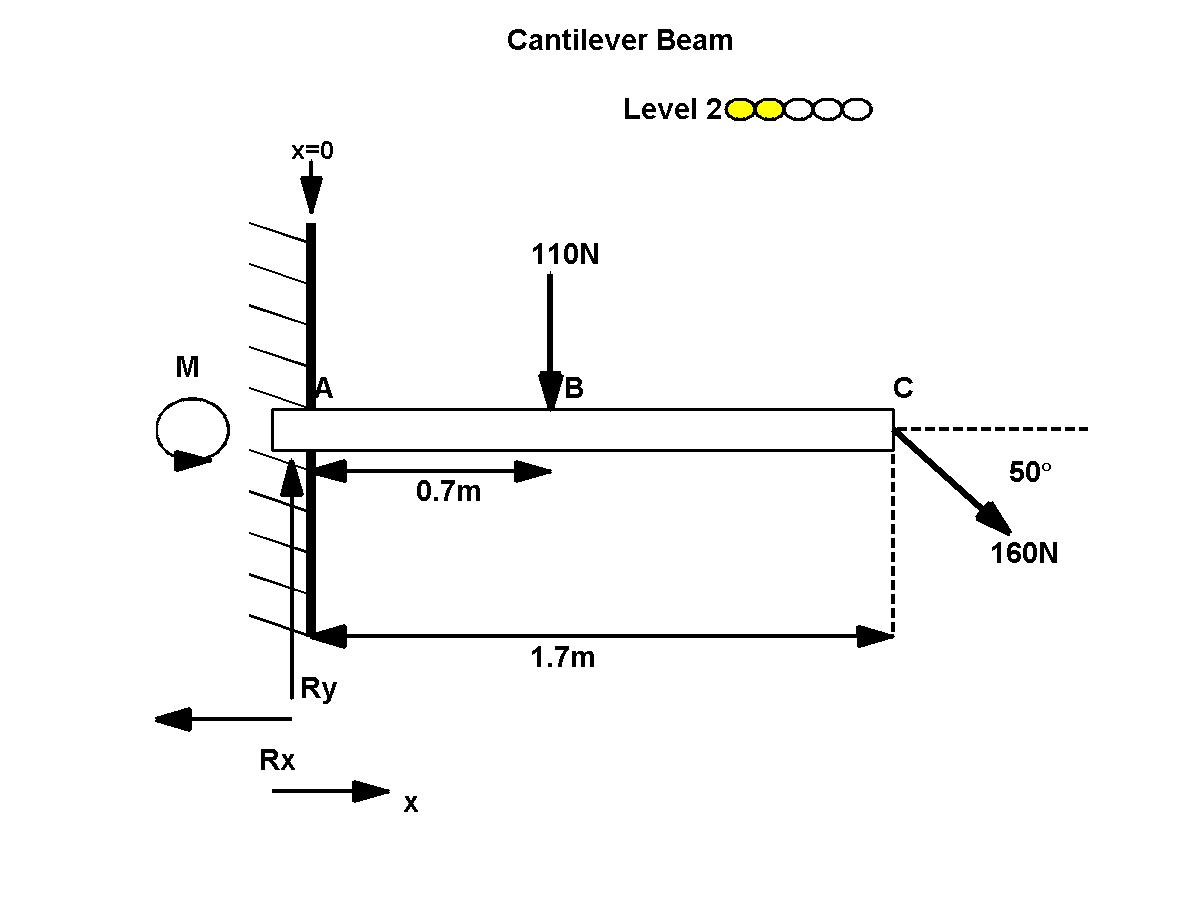 Cantilever Beam
Level 2
x=0
110N
M
A
B
C
0.7m
50°
160N
1.7m
Ry
Rx
x